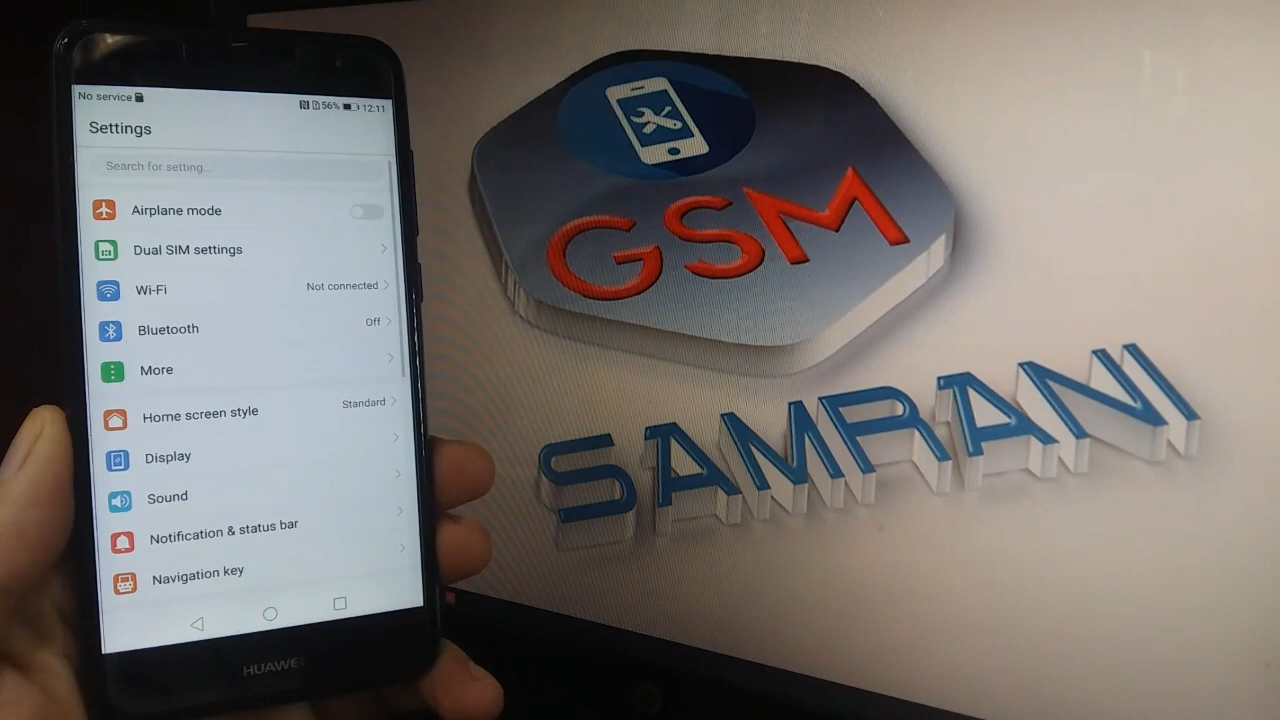 No service 56% 12:11
Settings
Search for setting...
Airplane mode
Dual SIM settings
Wi-Fi Not connected
Bluetooth Off
More
Home screen style Standard
Display
Sound
Notification & status bar
Navigation key
HUAWEI
GSM
SAMRANI